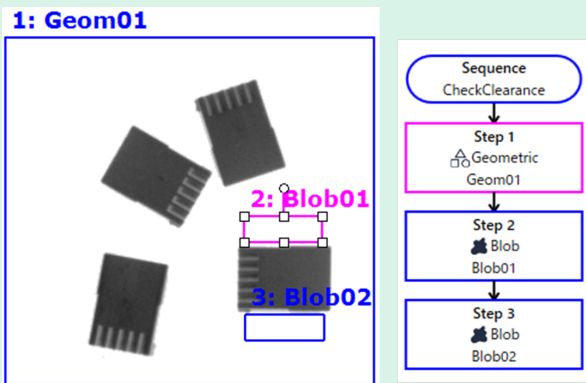 1: Geom01
2: Blob01
3: Blob02
Sequence
CheckClearance
Step 1
Geometric
Geom01
Step 2
Blob
Blob01
Step 3
Blob
Blob02